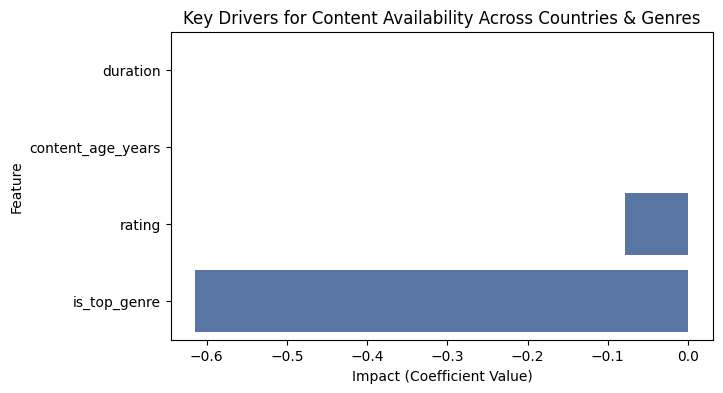 Key Drivers for Content Availability Across Countries & Genres
duration
content_age_years
rating
is_top_genre
Feature
−0.6 −0.5 −0.4 −0.3 −0.2 −0.1 0.0
Impact (Coefficient Value)